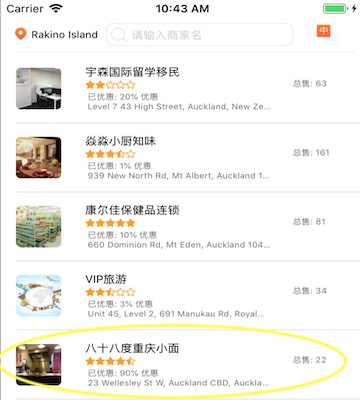 Carrier 10:43 AM
Rakino Island 请输入商家名 中
宇森国际留学移民
总售: 63
已优惠: 20% 优惠
Level 7 43 High Street, Auckland, New Ze...
焱淼小厨知味
总售: 161
已优惠: 1% 优惠
939 New North Rd, Mt Albert, Auckland 1...
康尔佳保健品连锁
总售: 81
已优惠: 10% 优惠
660 Dominion Rd, Mt Eden, Auckland 104...
VIP旅游
总售: 34
已优惠: 3% 优惠
Unit 45, Level 2, 691 Manukau Rd, Royal...
八十八度重庆小面
总售: 22
已优惠: 90% 优惠
23 Wellesley St W, Auckland CBD, Auckla...